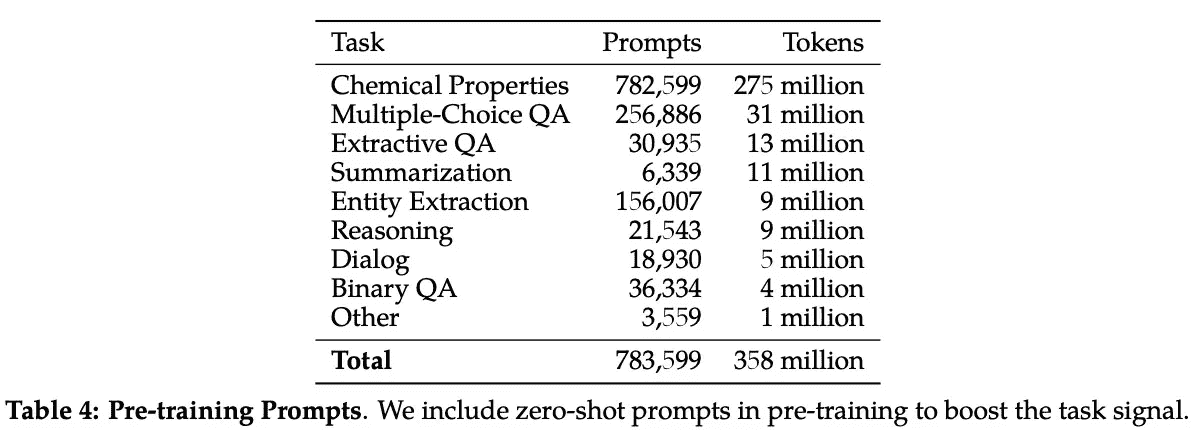 Task Prompts Tokens
Chemical Properties 782,599 275 million
Multiple-Choice QA 256,886 31 million
Extractive QA 30,935 13 million
Summarization 6,339 11 million
Entity Extraction 156,007 9 million
Reasoning 21,543 9 million
Dialog 18,930 5 million
Binary QA 36,334 4 million
Other 3,559 1 million
Total 783,599 358 million
Table 4: Pre-training Prompts. We include zero-shot prompts in pre-training to boost the task signal.